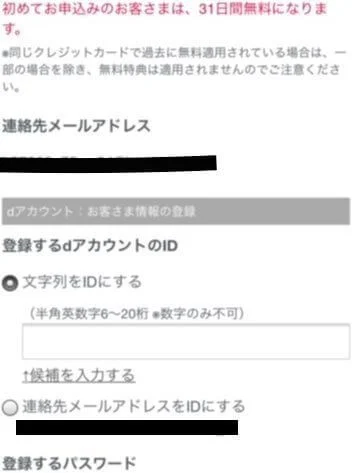 初めてお申込みのお客さまは、31日間無料になりま
す。
※同じクレジットカードで過去に無料適用されている場合は、一
部の場合を除き、無料特典は適用されませんのでご注意くださ
い。
連絡先メールアドレス
dアカウント：お客さま情報の登録
登録するdアカウントのID
文字列をIDにする
（半角英数字6～20桁 ※数字のみ不可）
↑候補を入力する
連絡先メールアドレスをIDにする
登録するパスワード